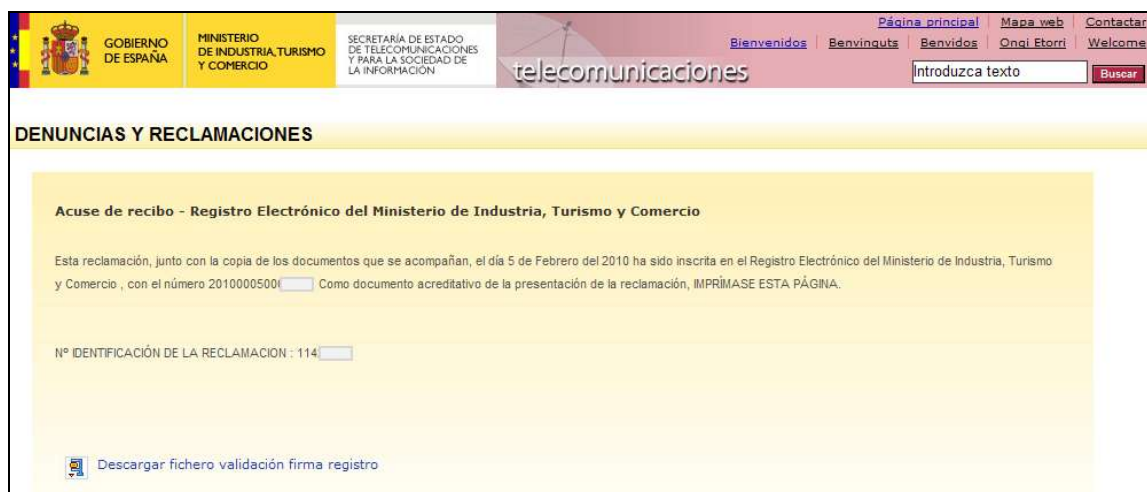 GOBIERNO
DE ESPAÑA
MINISTERIO
DE INDUSTRIA, TURISMO
Y COMERCIO
SECRETARÍA DE ESTADO
DE TELECOMUNICACIONES
Y PARA LA SOCIEDAD DE
LA INFORMACIÓN
telecomunicaciones
Página principal Mapa web Contactar
Bienvenidos Benvinguts Benvidos Ongi Etorri Welcome
Introduzca texto Buscar
DENUNCIAS Y RECLAMACIONES
Acuse de recibo - Registro Electrónico del Ministerio de Industria, Turismo y Comercio
Esta reclamación, junto con la copia de los documentos que se acompañan, el día 5 de Febrero del 2010 ha sido inscrita en el Registro Electrónico del Ministerio de Industria, Turismo
y Comercio , con el número 2010000500 Como documento acreditativo de la presentación de la reclamación, IMPRÌMASE ESTA PÁGINA.
Nº IDENTIFICACIÓN DE LA RECLAMACION : 114
Descargar fichero validación firma registro